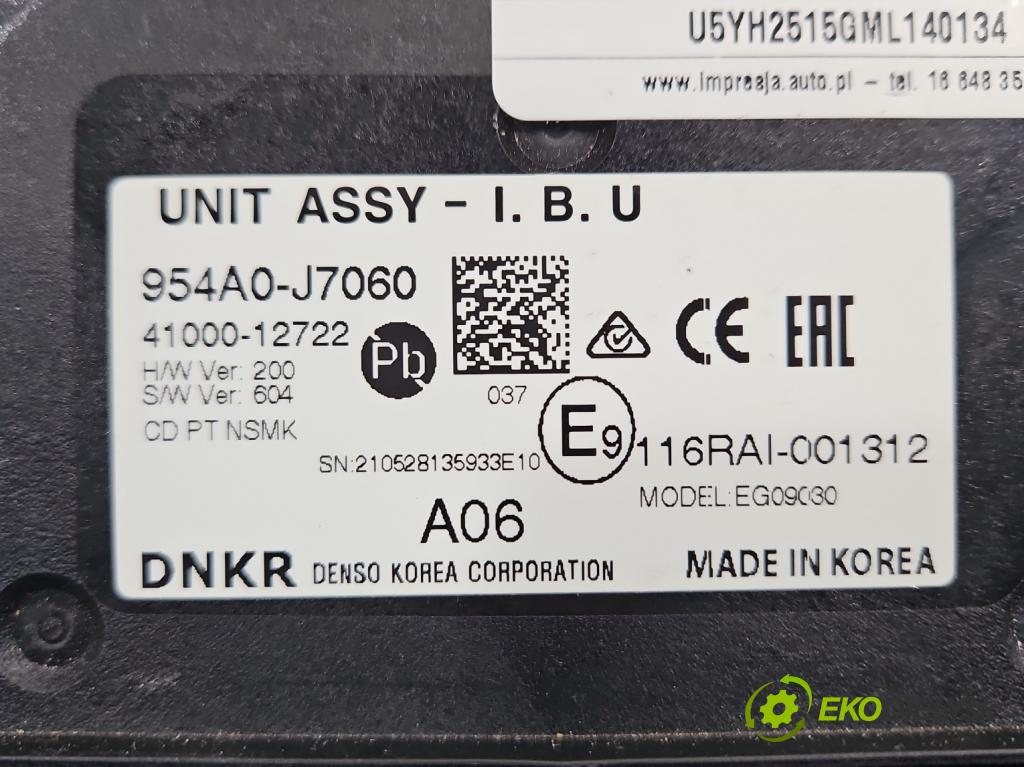 U5YH2515GML140134
www.impresja.auto.pl – tel. 16 648 35
UNIT ASSY - I. B. U
954A0-J7060
41000-12722
Pb
H/W Ver: 200
S/W Ver: 604
CE
EAC
037
CD PT NSMK
E9
116RAI-001312
SN:210528135933E10
MODEL: EG09030
A06
DNKR DENSO KOREA CORPORATION
MADE IN KOREA
EKO